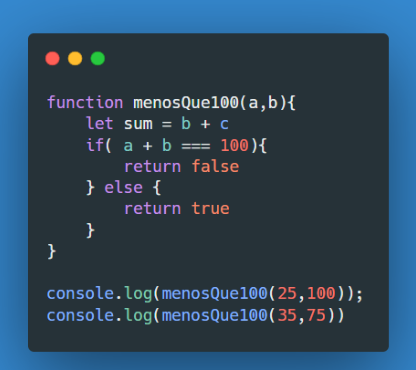 function menosQue100(a,b){
    let sum = b + c
    if( a + b === 100){
        return false
    } else {
        return true
    }
}

console.log(menosQue100(25,100));
console.log(menosQue100(35,75))